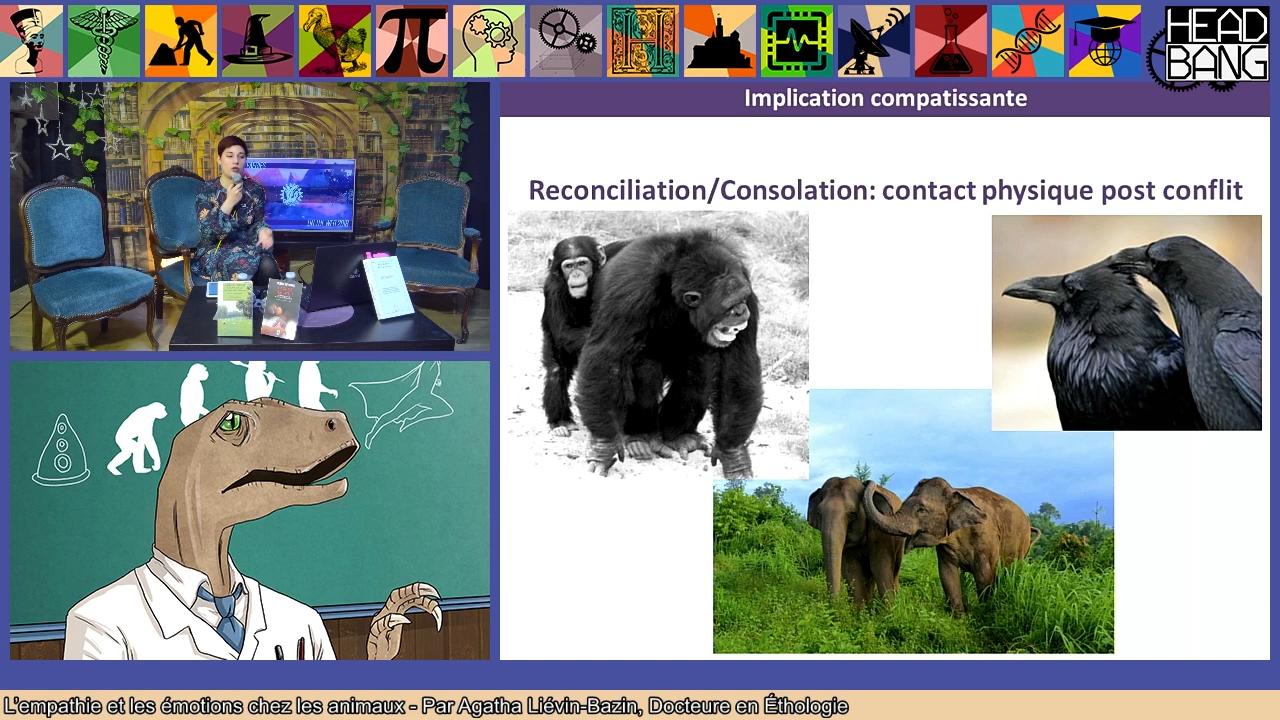 π
HEAD
BANG
Implication compatissante
Reconciliation/Consolation: contact physique post conflit
L'empathie et les émotions chez les animaux - Par Agatha Liévin-Bazin, Docteure en Éthologie